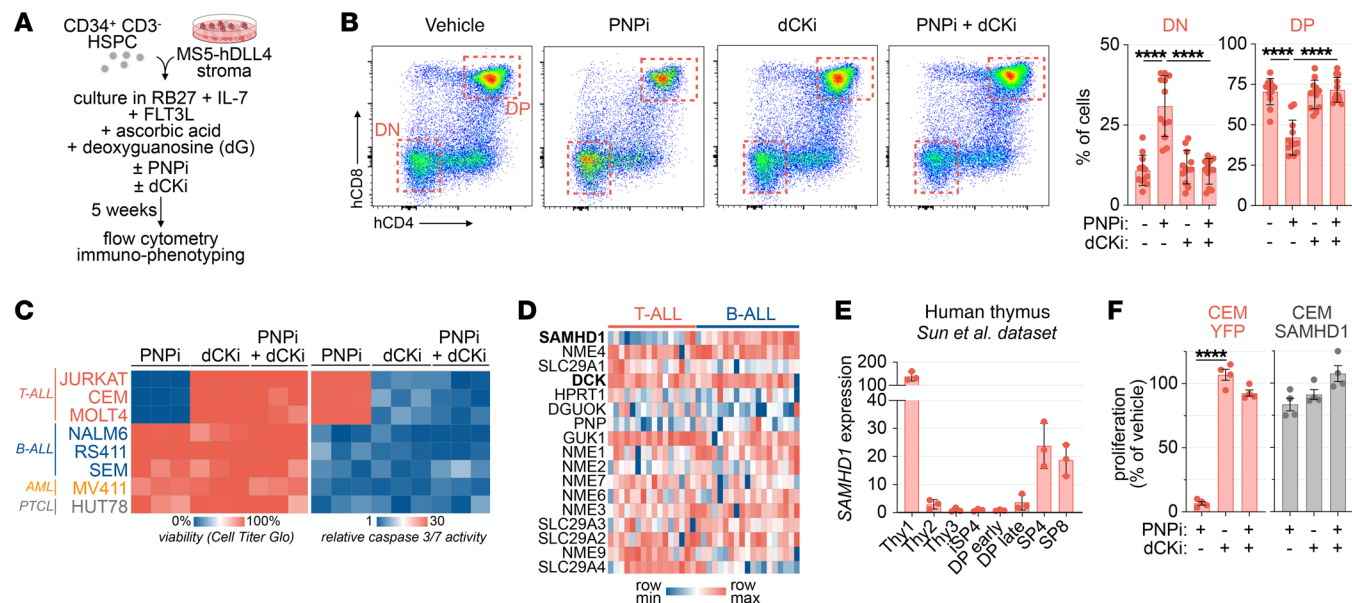 A
CD34+ CD3-
HSPC
MS5-hDLL4
stroma
culture in RB27 + IL-7
+ FLT3L
+ ascorbic acid
+ deoxyguanosine (dG)
± PNPi
± dCKi
5 weeks
flow cytometry
immuno-phenotyping
B
Vehicle
PNPi
dCKi
PNPi + dCKi
DP
DN
hCD8
hCD4
DN
DP
**** ****
**** ****
% of cells
50
25
0
100
75
50
25
0
PNPi: - + - + - + - +
dCKi: - - + + - - + +
C
PNPi dCKi PNPi + dCKi PNPi dCKi PNPi + dCKi
T-ALL
JURKAT
CEM
MOLT4
B-ALL
NALM6
RS411
SEM
AML
MV411
PTCL
HUT78
0% 100%
viability (Cell Titer Glo)
1 30
relative caspase 3/7 activity
D
T-ALL B-ALL
SAMHD1
NME4
SLC29A1
DCK
HPRT1
DGUOK
PNP
GUK1
NME1
NME2
NME7
NME6
NME3
SLC29A3
SLC29A2
NME9
SLC29A4
row min
row max
E
Human thymus
Sun et al. dataset
SAMHD1 expression
200
100
40
30
20
10
0
Thy1
Thy2
Thy3
iSP4
DP early
DP late
SP4
SP8
F
CEM YFP
CEM SAMHD1
****
proliferation
(% of vehicle)
100
50
0
PNPi: + - + + - +
dCKi: - + + - + +